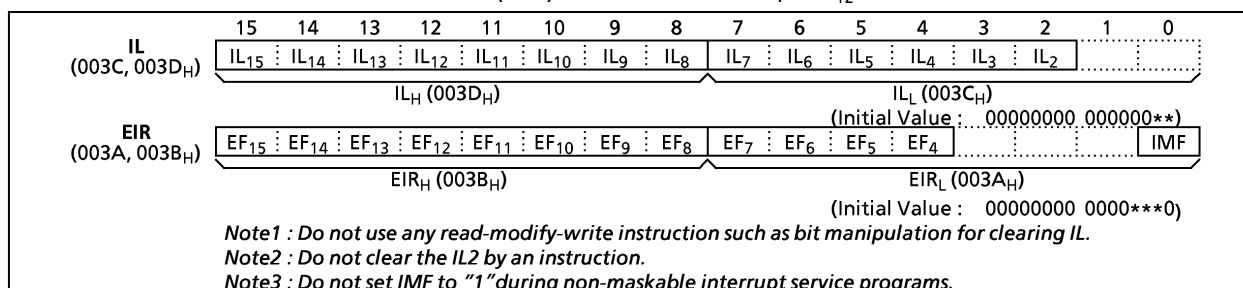 15 14 13 12 11 10 9 8 7 6 5 4 3 2 1 0
IL
(003C, 003DH)
IL15 IL14 IL13 IL12 IL11 IL10 IL9 IL8 IL7 IL6 IL5 IL4 IL3 IL2
ILH (003DH) ILL (003CH)
(Initial Value : 00000000 000000**)
EIR
(003A, 003BH)
EF15 EF14 EF13 EF12 EF11 EF10 EF9 EF8 EF7 EF6 EF5 EF4 IMF
EIRH (003BH) EIRL (003AH)
(Initial Value : 00000000 0000***0)
Note1 : Do not use any read-modify-write instruction such as bit manipulation for clearing IL.
Note2 : Do not clear the IL2 by an instruction.
Note3 : Do not set IMF to "1"during non-maskable interrupt service programs.